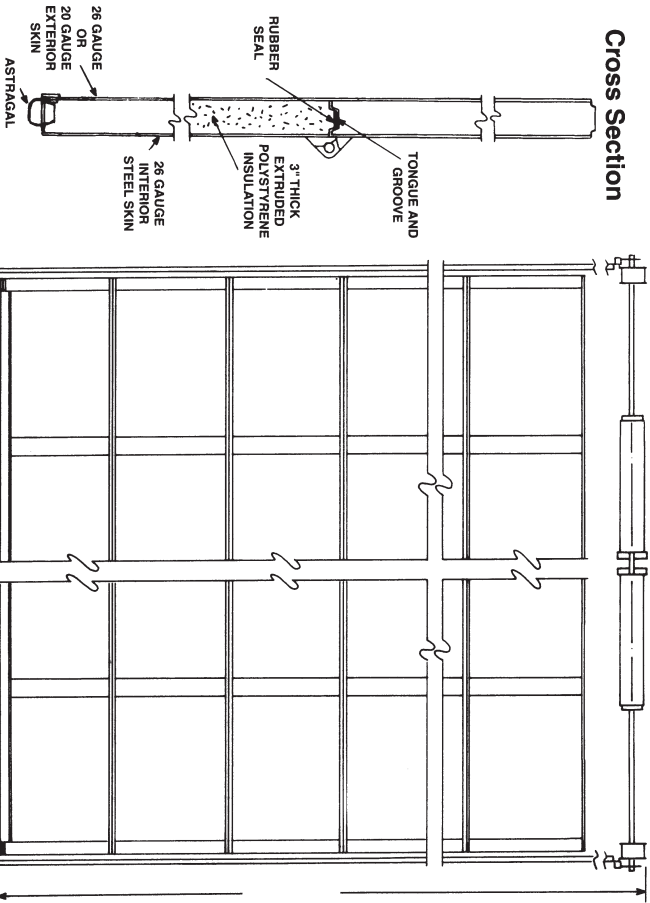 Cross Section
TONGUE AND
GROOVE
RUBBER
SEAL
3" THICK
EXTRUDED
POLYSTYRENE
INSULATION
26 GAUGE
INTERIOR
STEEL SKIN
26 GAUGE
OR
20 GAUGE
EXTERIOR
SKIN
ASTRAGAL